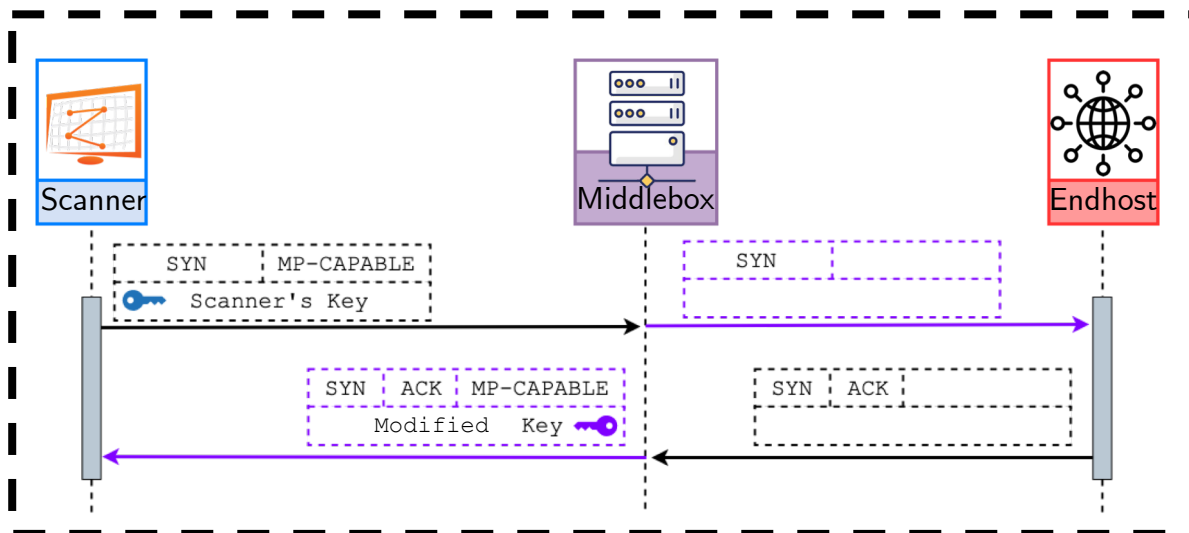 Scanner
Middlebox
Endhost
SYN MP-CAPABLE
Scanner's Key
SYN
SYN ACK MP-CAPABLE
Modified Key
SYN ACK